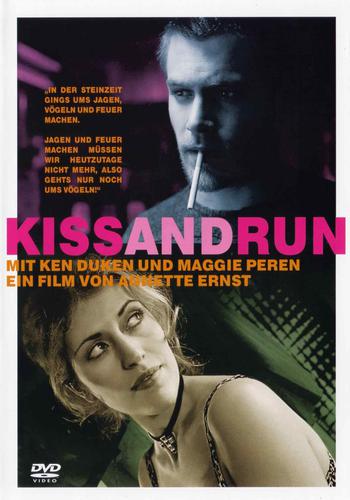 „IN DER STEINZEIT
GINGS UMS JAGEN,
VÖGELN UND FEUER
MACHEN.
JAGEN UND FEUER
MACHEN MÜSSEN
WIR HEUTZUTAGE
NICHT MEHR, ALSO
GEHTS NUR NOCH
UMS VÖGELN!“
KISSANDRUN
MIT KEN DUKEN UND MAGGIE PEREN
EIN FILM VON ANNETTE ERNST
DVD
VIDEO